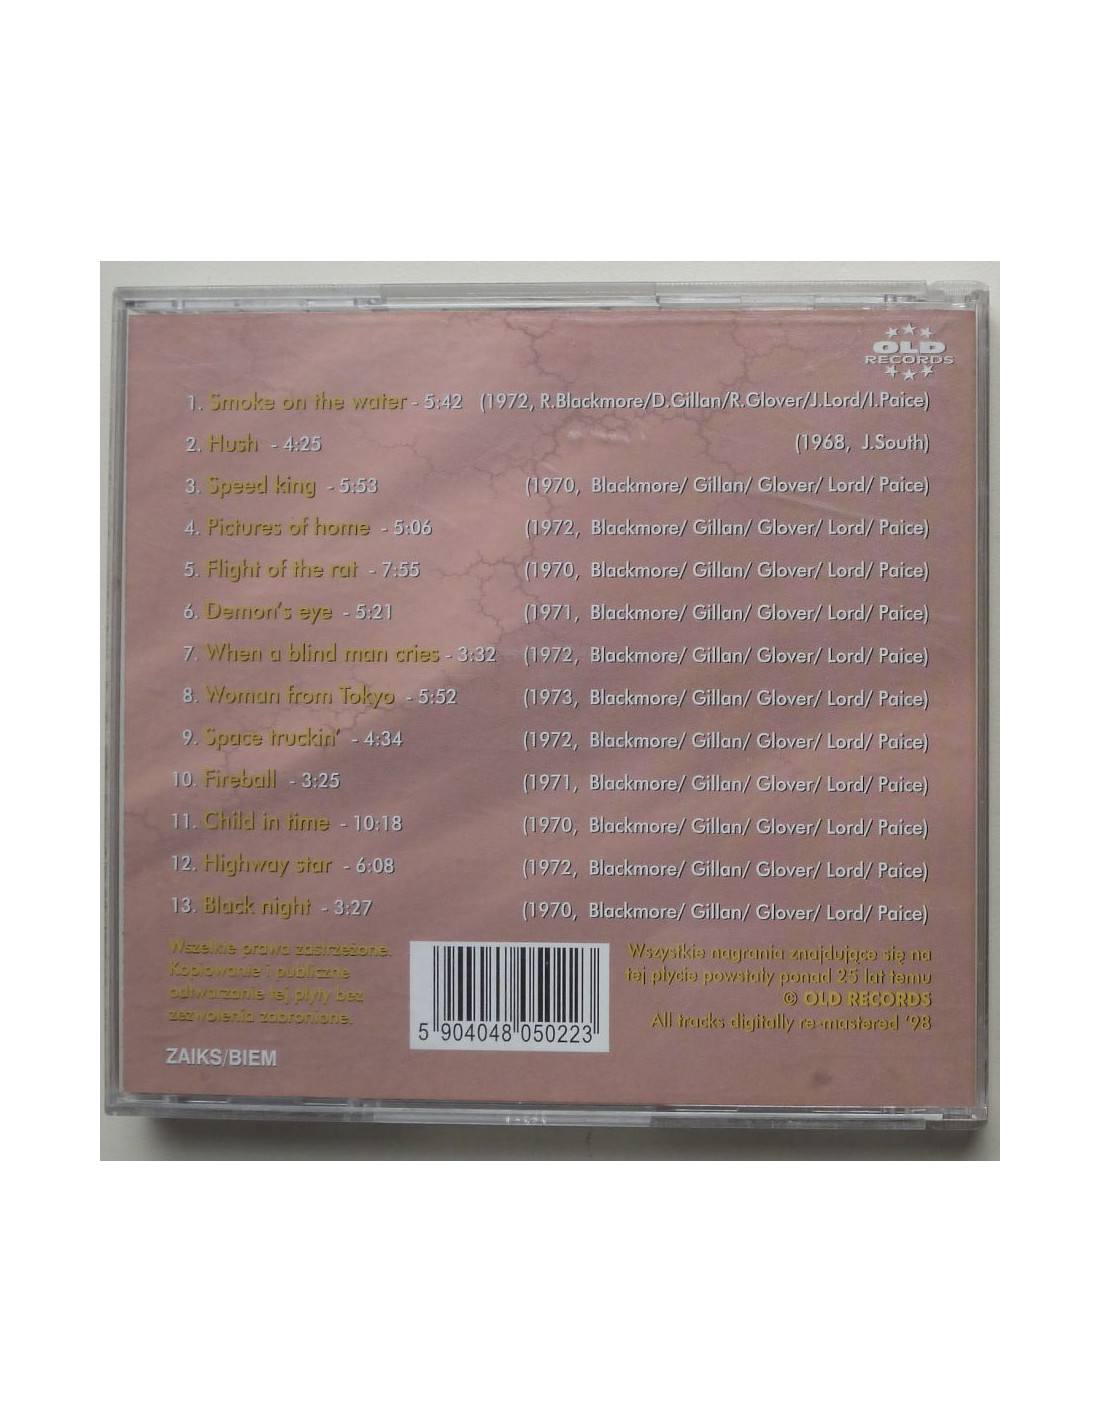 OLD
RECORDS
1. Smoke on the water - 5:42 (1972, R.Blackmore/D.Gillan/R.Glover/J.Lord/I.Paice)
2. Hush - 4:25 (1968, J.South)
3. Speed king - 5:53 (1970, Blackmore/ Gillan/ Glover/ Lord/ Paice)
4. Pictures of home - 5:06 (1972, Blackmore/ Gillan/ Glover/ Lord/ Paice)
5. Flight of the rat - 7:55 (1970, Blackmore/ Gillan/ Glover/ Lord/ Paice)
6. Demon's eye - 5:21 (1971, Blackmore/ Gillan/ Glover/ Lord/ Paice)
7. When a blind man cries - 3:32 (1972, Blackmore/ Gillan/ Glover/ Lord/ Paice)
8. Woman from Tokyo - 5:52 (1973, Blackmore/ Gillan/ Glover/ Lord/ Paice)
9. Space truckin' - 4:34 (1972, Blackmore/ Gillan/ Glover/ Lord/ Paice)
10. Fireball - 3:25 (1971, Blackmore/ Gillan/ Glover/ Lord/ Paice)
11. Child in time - 10:18 (1970, Blackmore/ Gillan/ Glover/ Lord/ Paice)
12. Highway star - 6:08 (1972, Blackmore/ Gillan/ Glover/ Lord/ Paice)
13. Black night - 3:27 (1970, Blackmore/ Gillan/ Glover/ Lord/ Paice)
Wszelkie prawa zastrzeżone.
Kopiowanie i publiczne
odtwarzanie tej płyty bez
zezwolenia zabronione.
ZAIKS/BIEM
5 904048 050223
Wszystkie nagrania znajdujące się na
tej płycie powstały ponad 25 lat temu
© OLD RECORDS
All tracks digitally re-mastered '98